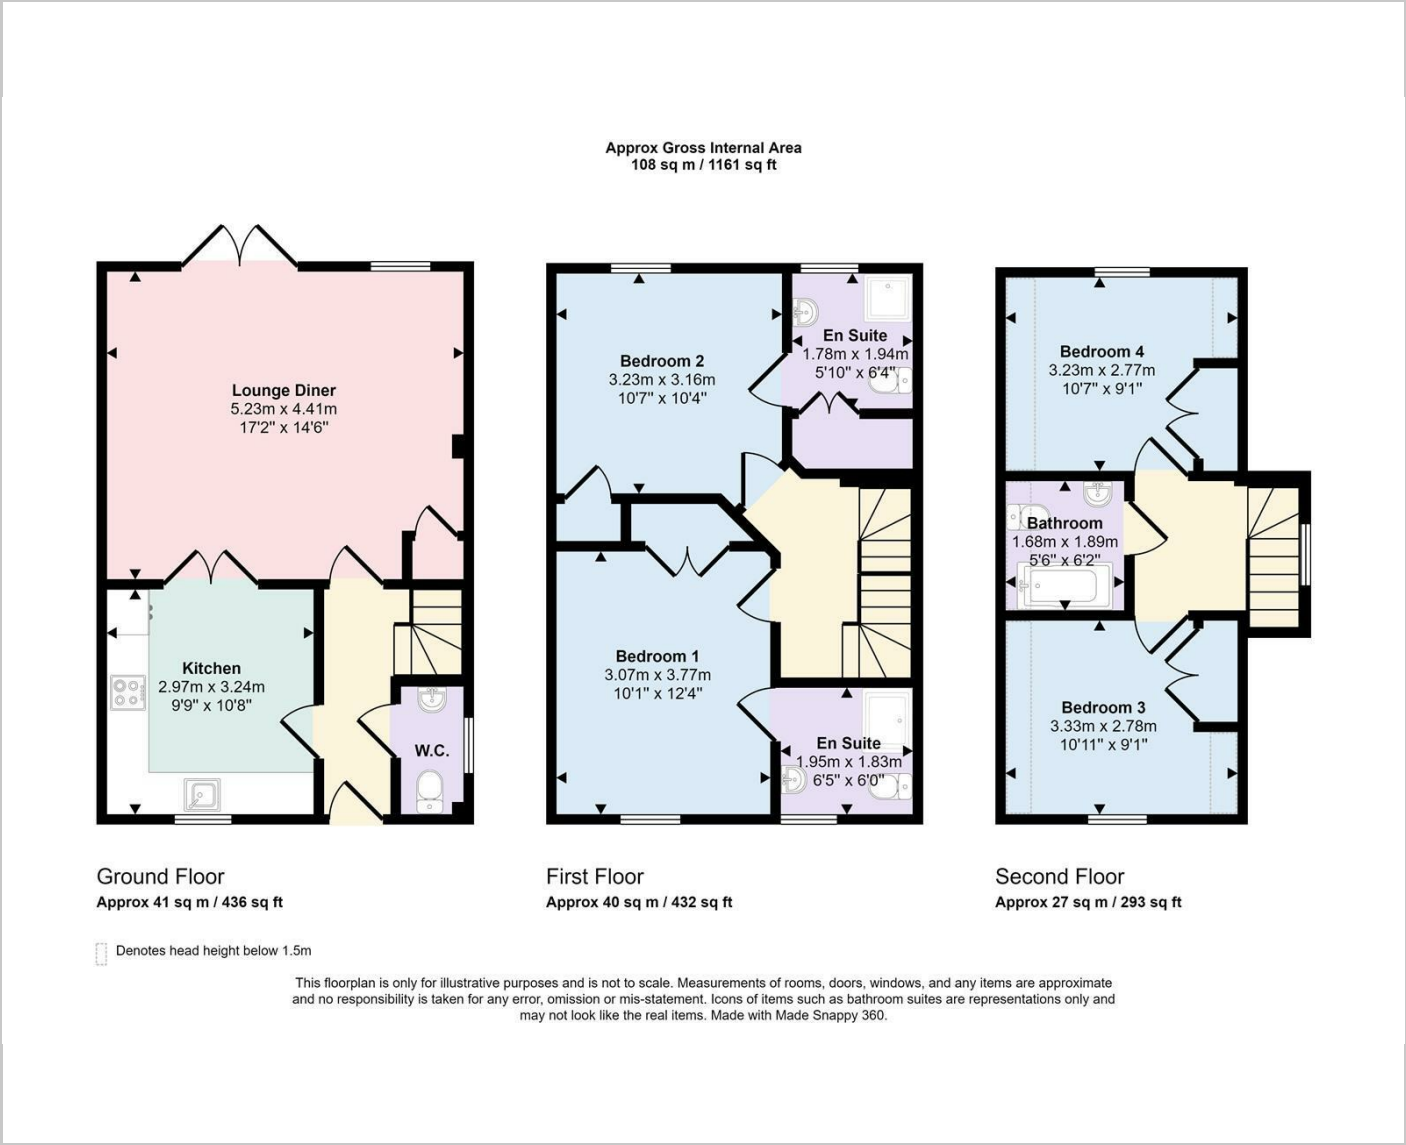 Approx Gross Internal Area
108 sq m / 1161 sq ft
Lounge Diner
5.23m x 4.41m
17'2" x 14'6"
Kitchen
2.97m x 3.24m
9'9" x 10'8"
W.C.
Bedroom 2
3.23m x 3.16m
10'7" x 10'4"
En Suite
1.78m x 1.94m
5'10" x 6'4"
Bedroom 1
3.07m x 3.77m
10'1" x 12'4"
En Suite
1.95m x 1.83m
6'5" x 6'0"
Bedroom 4
3.23m x 2.77m
10'7" x 9'1"
Bathroom
1.68m x 1.89m
5'6" x 6'2"
Bedroom 3
3.33m x 2.78m
10'11" x 9'1"
Ground Floor
Approx 41 sq m / 436 sq ft
First Floor
Approx 40 sq m / 432 sq ft
Second Floor
Approx 27 sq m / 293 sq ft
Denotes head height below 1.5m
This floorplan is only for illustrative purposes and is not to scale. Measurements of rooms, doors, windows, and any items are approximate
and no responsibility is taken for any error, omission or mis-statement. Icons of items such as bathroom suites are representations only and
may not look like the real items. Made with Made Snappy 360.